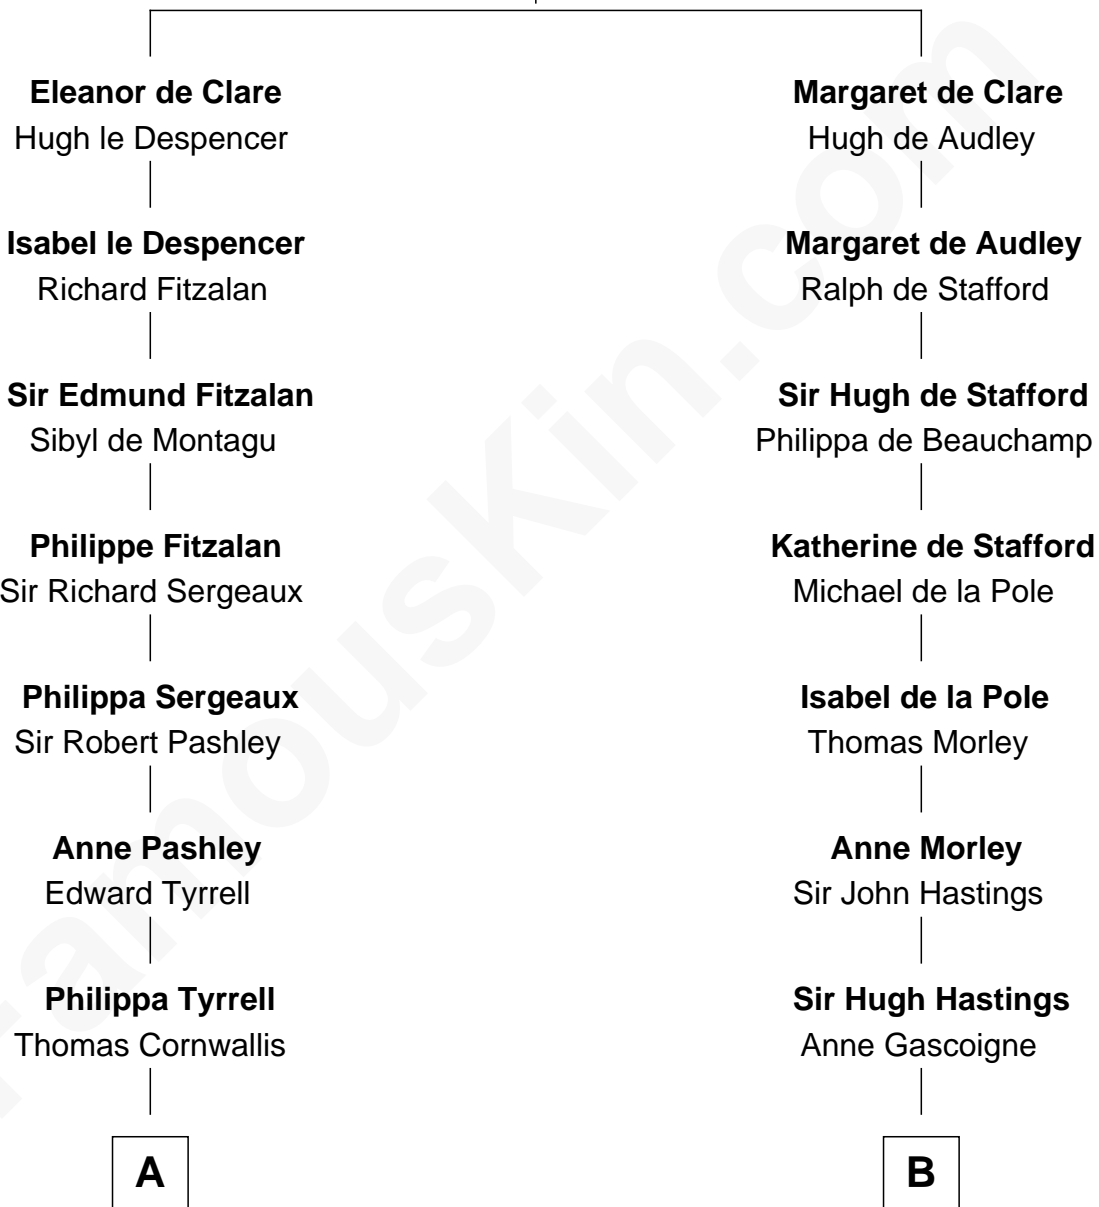 Eleanor de Clare
Hugh le Despencer
Isabel le Despencer
Richard Fitzalan
Sir Edmund Fitzalan
Sibyl de Montagu
Philippe Fitzalan
Sir Richard Sergeaux
Philippa Sergeaux
Sir Robert Pashley
Anne Pashley
Edward Tyrrell
Philippa Tyrrell
Thomas Cornwallis
A
Margaret de Clare
Hugh de Audley
Margaret de Audley
Ralph de Stafford
Sir Hugh de Stafford
Philippa de Beauchamp
Katherine de Stafford
Michael de la Pole
Isabel de la Pole
Thomas Morley
Anne Morley
Sir John Hastings
Sir Hugh Hastings
Anne Gascoigne
B
FamousKin.com